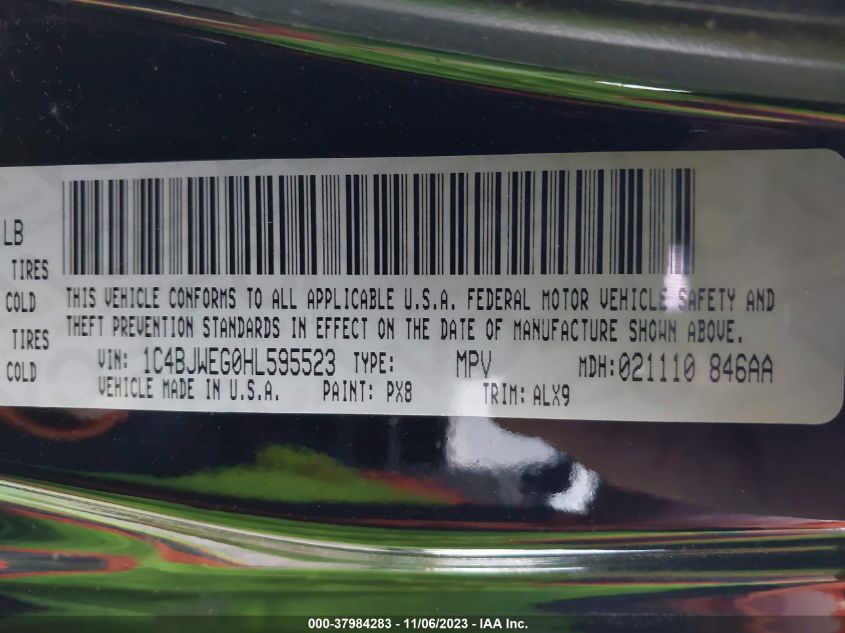 LB
TIRES
COLD
TIRES
COLD
THIS VEHICLE CONFORMS TO ALL APPLICABLE U.S.A. FEDERAL MOTOR VEHICLE SAFETY AND
THEFT PREVENTION STANDARDS IN EFFECT ON THE DATE OF MANUFACTURE SHOWN ABOVE.
VIN: 1C4BJWEG0HL595523 TYPE: MPV MDH:021110 846AA
VEHICLE MADE IN U.S.A. PAINT: PX8 TRIM: ALX9
000-37984283 - 11/06/2023 - IAA Inc.